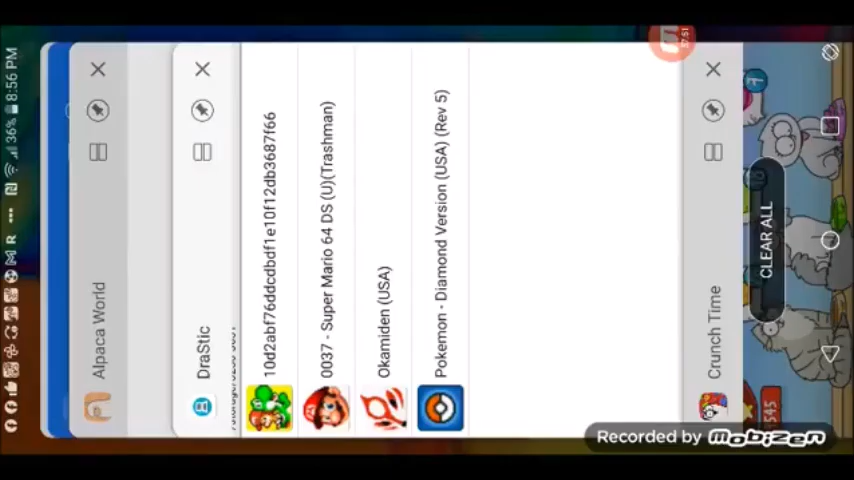 36% 8:56 PM
Alpaca World
DraStic
10d2abf76ddcdbdf1e10f12db3687f66
0037 - Super Mario 64 DS (U)(Trashman)
Okamiden (USA)
Pokemon - Diamond Version (USA) (Rev 5)
Crunch Time
CLEAR ALL
545
Recorded by mobizen